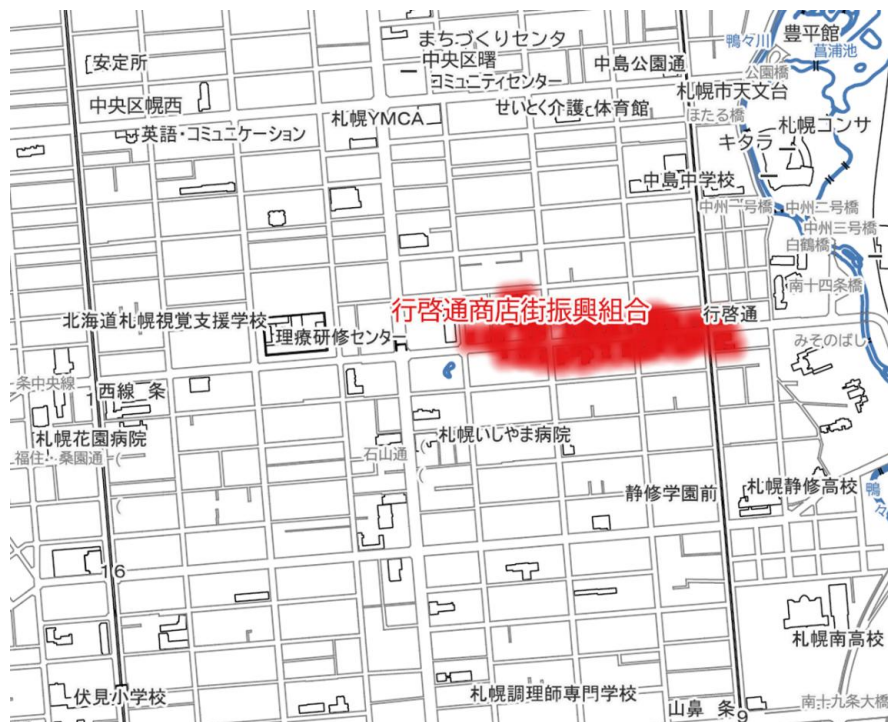 豊平館
鴨々川
菖浦池
まちづくりセンタ
中央区曙
コミュニティセンター
安定所
中島公園通
公園橋
札幌市天文台
中央区幌西
せいとく介護c体育館
札幌YMCA
ほたる橋
札幌コンサ
英語・コミュニケーション
キタラ
中島中学校
中州一号橋
中州二号橋
中州三号橋
白鶴橋
南十四条橋
行啓通商店街振興組合
行啓通
北海道札幌視覚支援学校
理療研修センタ
みそのばし
一条中央線
西線 条
1
札幌花園病院
札幌いしやま病院
福住・桑園通
石山通
静修学園前
札幌静修高校
鴨々
16
札幌南高校
伏見小学校
札幌調理師専門学校
山鼻 条
9
南十九条大橋